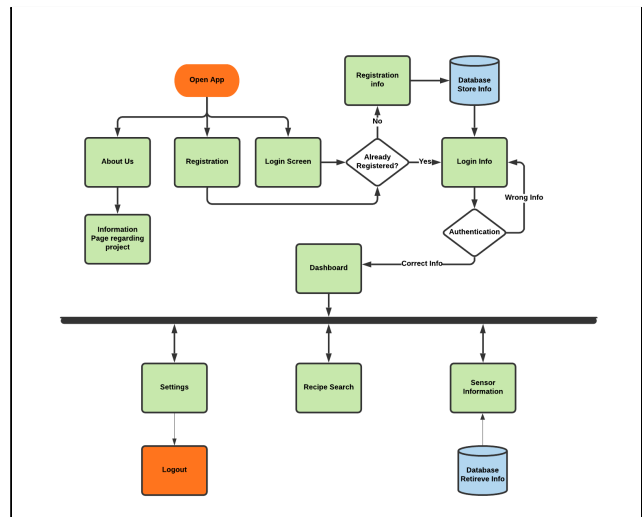 Open App
Registration
info
Database
Store Info
No
About Us
Registration
Login Screen
Already
Registered?
Yes
Login Info
Wrong Info
Information
Page regarding
project
Authentication
Dashboard
Correct Info
Settings
Recipe Search
Sensor
Information
Logout
Database
Retireve Info